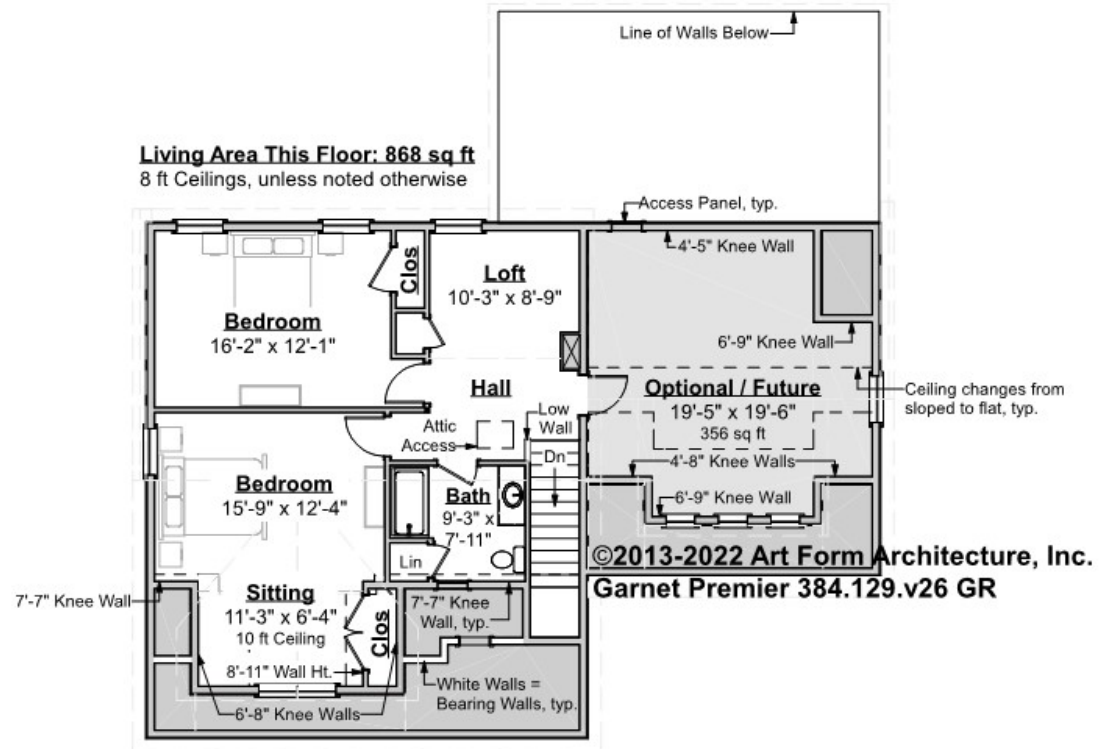 Line of Walls Below
Living Area This Floor: 868 sq ft
8 ft Ceilings, unless noted otherwise
Access Panel, typ.
4'-5" Knee Wall
Clos
Loft
10'-3" x 8'-9"
Bedroom
16'-2" x 12'-1"
6'-9" Knee Wall
Hall
Optional / Future
19'-5" x 19'-6"
356 sq ft
Ceiling changes from
sloped to flat, typ.
Low
Wall
Attic
Access
Dn
4'-8" Knee Walls
Bedroom
15'-9" x 12'-4"
Bath
9'-3" x
7'-11"
6'-9" Knee Wall
Lin
©2013-2022 Art Form Architecture, Inc.
Garnet Premier 384.129.v26 GR
7'-7" Knee Wall
Sitting
11'-3" x 6'-4"
10 ft Ceiling
Clos
7'-7" Knee
Wall, typ.
8'-11" Wall Ht.
White Walls =
Bearing Walls, typ.
6'-8" Knee Walls